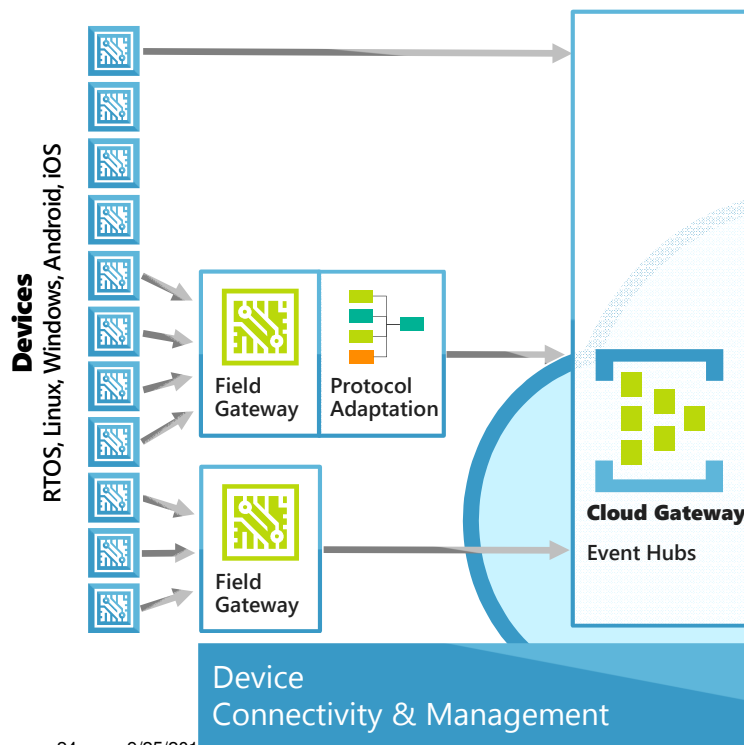 Devices
RTOS, Linux, Windows, Android, iOS
Field
Gateway
Protocol
Adaptation
Field
Gateway
Cloud Gateway
Event Hubs
Device
Connectivity & Management